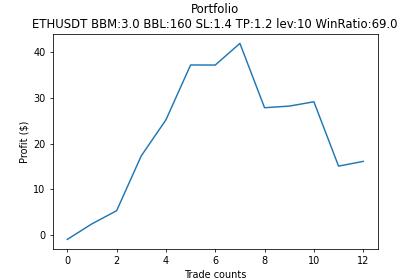 Portfolio
ETHUSDT BBM:3.0 BBL:160 SL:1.4 TP:1.2 lev:10 WinRatio:69.0
40
30
20
10
0
Profit ($)
0 2 4 6 8 10 12
Trade counts